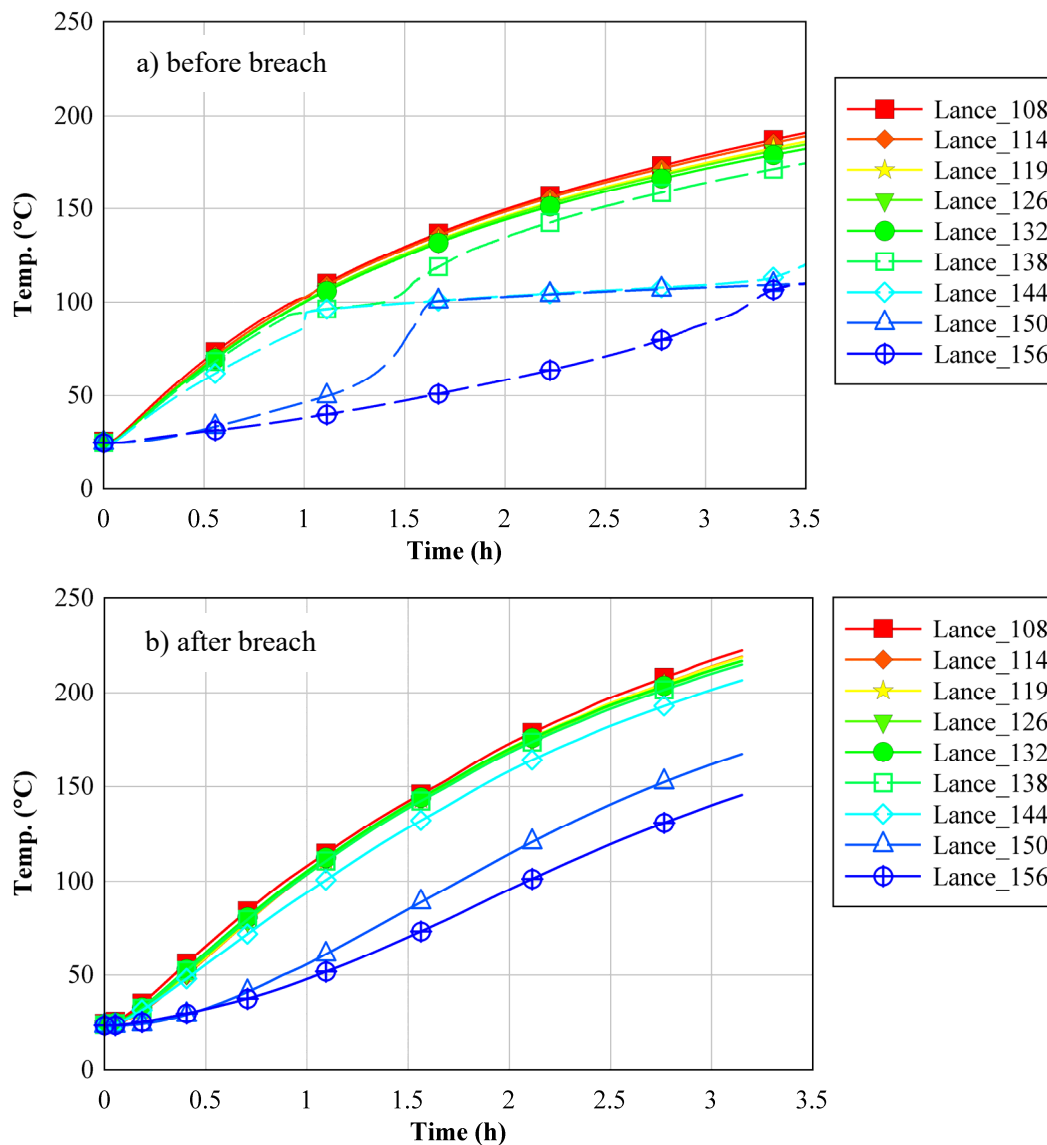 a) before breach
250
200
150
100
50
0
Temp. (°C)
0 0.5 1 1.5 2 2.5 3 3.5
Time (h)
Lance_108
Lance_114
Lance_119
Lance_126
Lance_132
Lance_138
Lance_144
Lance_150
Lance_156
b) after breach
250
200
150
100
50
0
Temp. (°C)
0 0.5 1 1.5 2 2.5 3 3.5
Time (h)
Lance_108
Lance_114
Lance_119
Lance_126
Lance_132
Lance_138
Lance_144
Lance_150
Lance_156